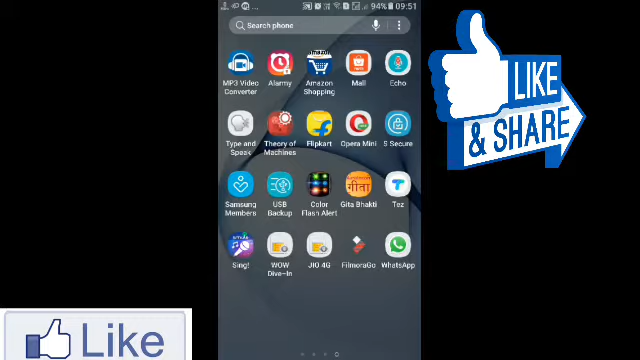 94% 09:51
Search phone
MP3 Video
Converter
Alarmy
Amazon
Shopping
Mall
Echo
Type and
Speak
Theory of
Machines
Flipkart
Opera Mini
S Secure
Samsung
Members
USB
Backup
Color
Flash Alert
गीता
Gita Bhakti
Tez
Sing!
WOW
Dive-In
JIO 4G
FilmoraGo
WhatsApp
LIKE
& SHARE
Like